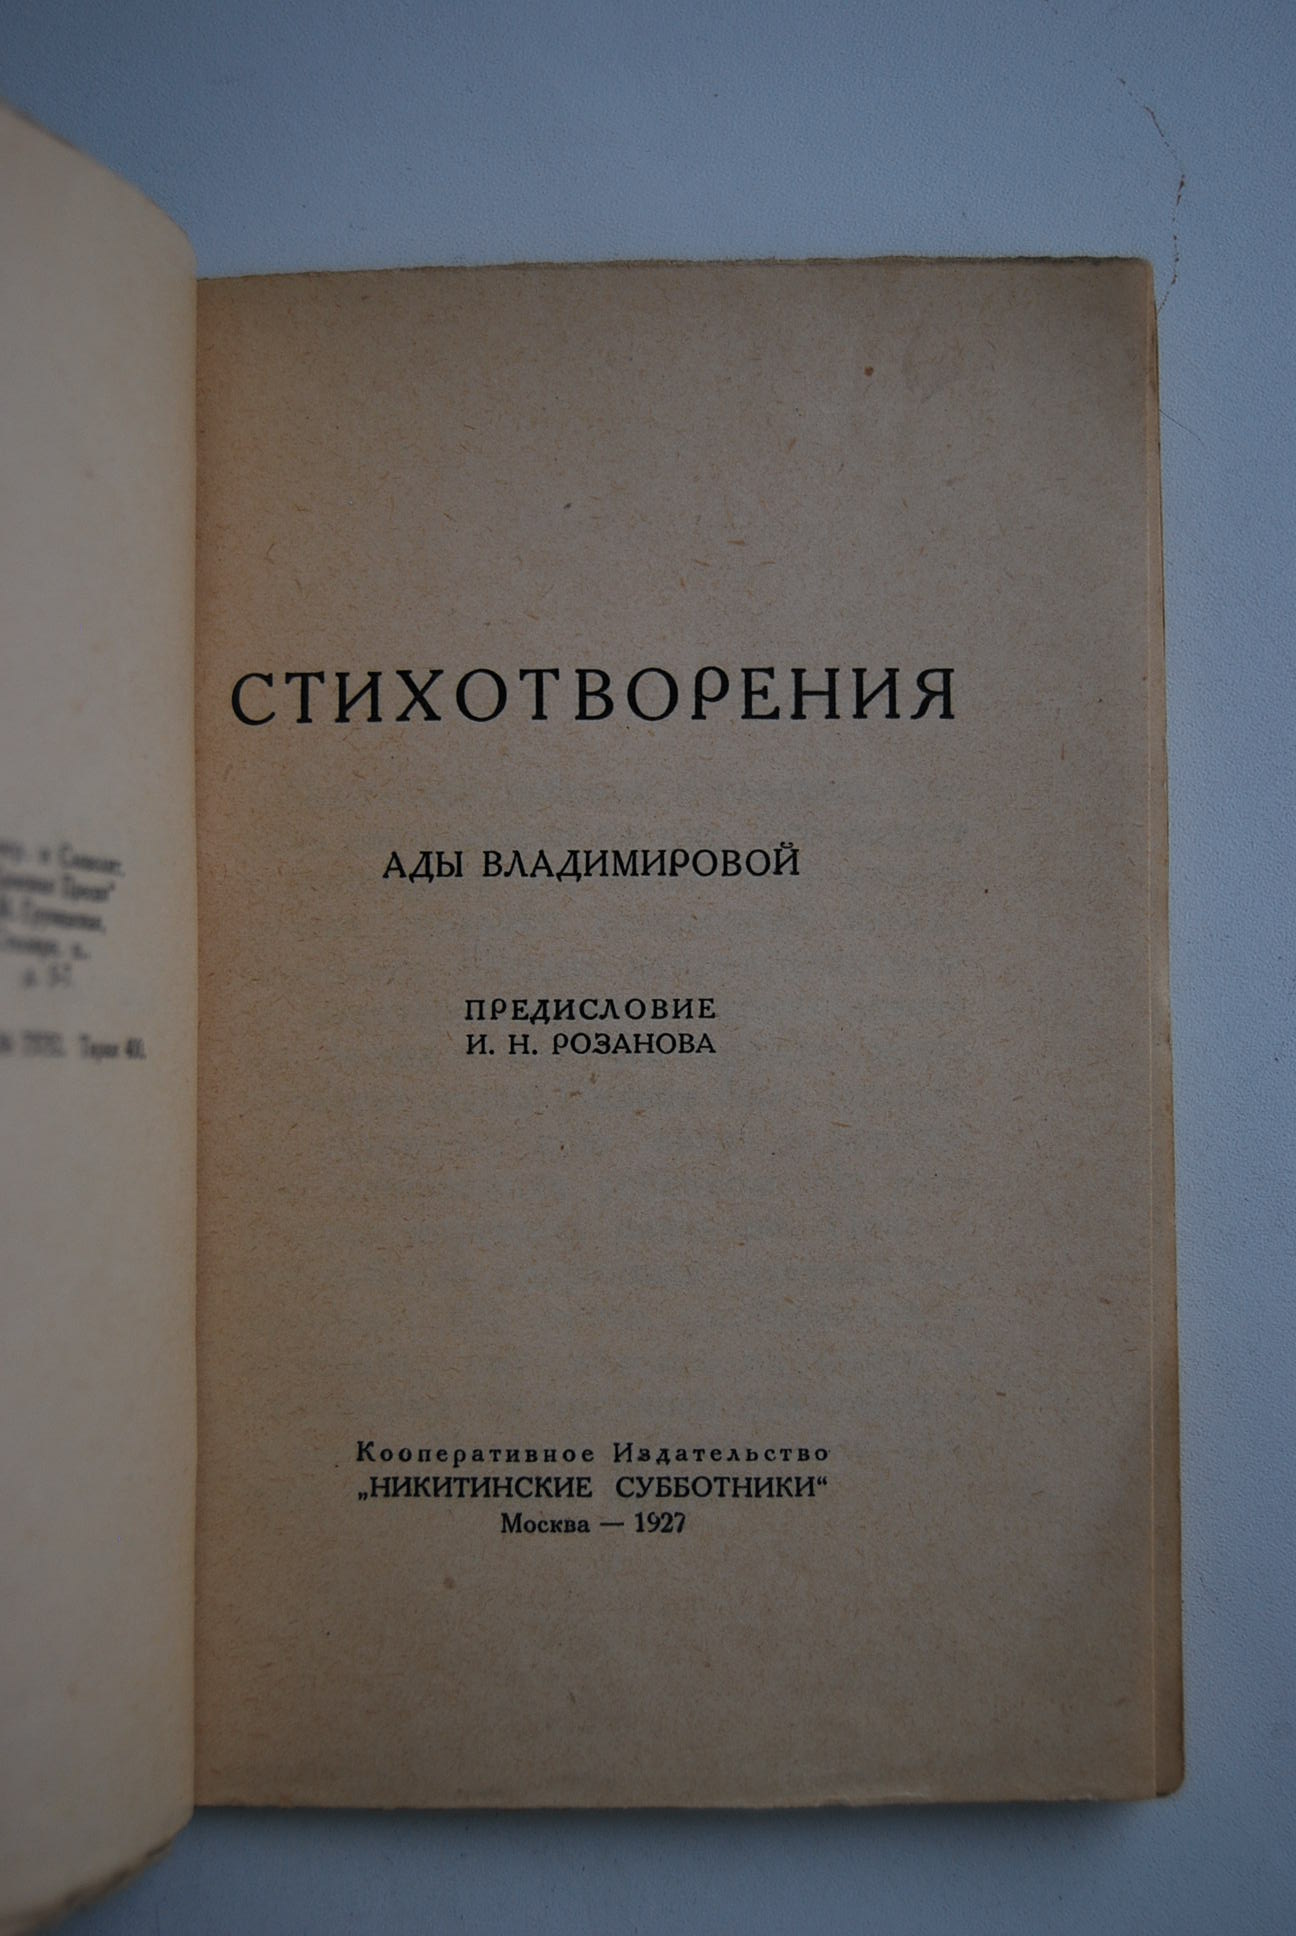 СТИХОТВОРЕНИЯ
АДЫ ВЛАДИМИРОВОЙ
ПРЕДИСЛОВИЕ
И. Н. РОЗАНОВА
Кооперативное Издательство
„НИКИТИНСКИЕ СУББОТНИКИ“
Москва — 1927